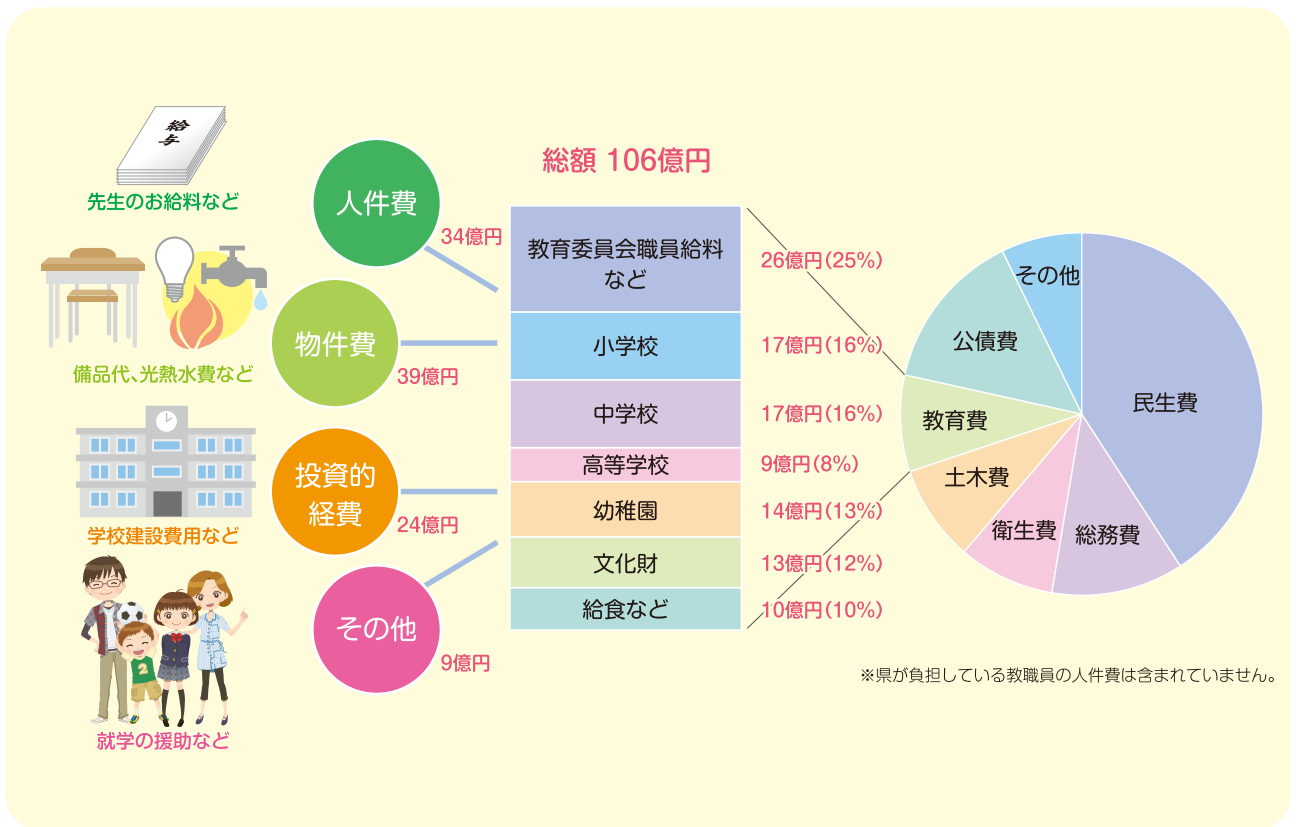 給与
先生のお給料など
備品代、光熱水費など
学校建設費用など
2
就学の援助など
人件費
34億円
物件費
39億円
投資的
経費
24億円
その他
9億円
総額 106億円
教育委員会職員給料
など
26億円(25%)
小学校
17億円(16%)
中学校
17億円(16%)
高等学校
9億円(8%)
幼稚園
14億円(13%)
文化財
13億円(12%)
給食など
10億円(10%)
その他
公債費
教育費
土木費
衛生費
総務費
民生費
※県が負担している教職員の人件費は含まれていません。